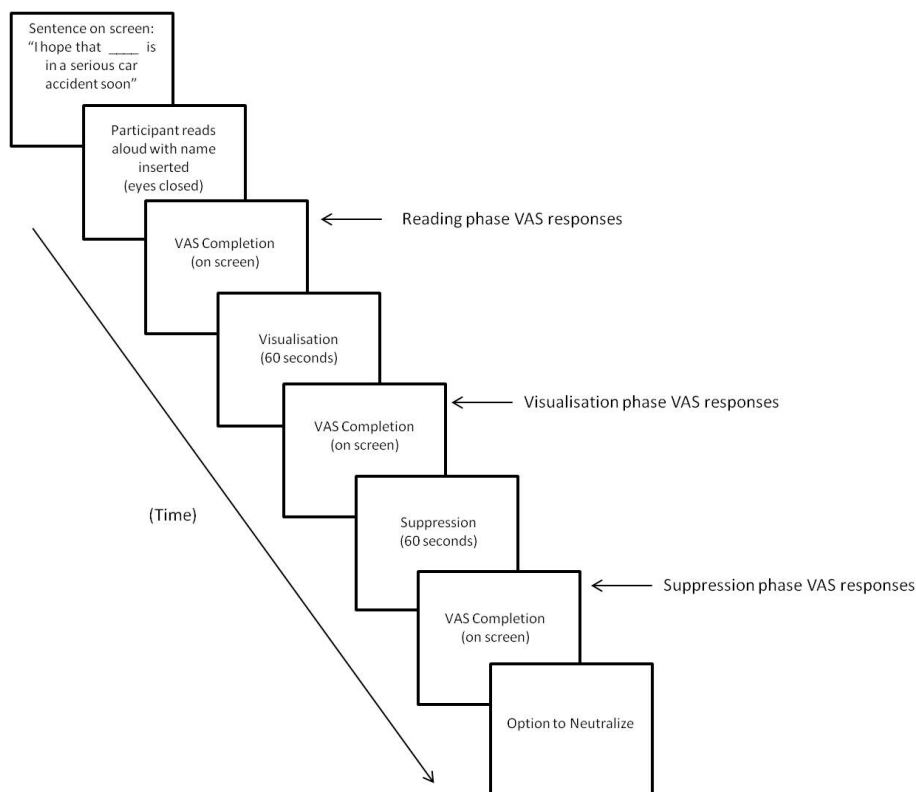 Sentence on screen:
“I hope that ____ is
in a serious car
accident soon”
Participant reads
aloud with name
inserted
(eyes closed)
VAS Completion
(on screen)
Reading phase VAS responses
Visualisation
(60 seconds)
VAS Completion
(on screen)
Visualisation phase VAS responses
(Time)
Suppression
(60 seconds)
VAS Completion
(on screen)
Suppression phase VAS responses
Option to Neutralize